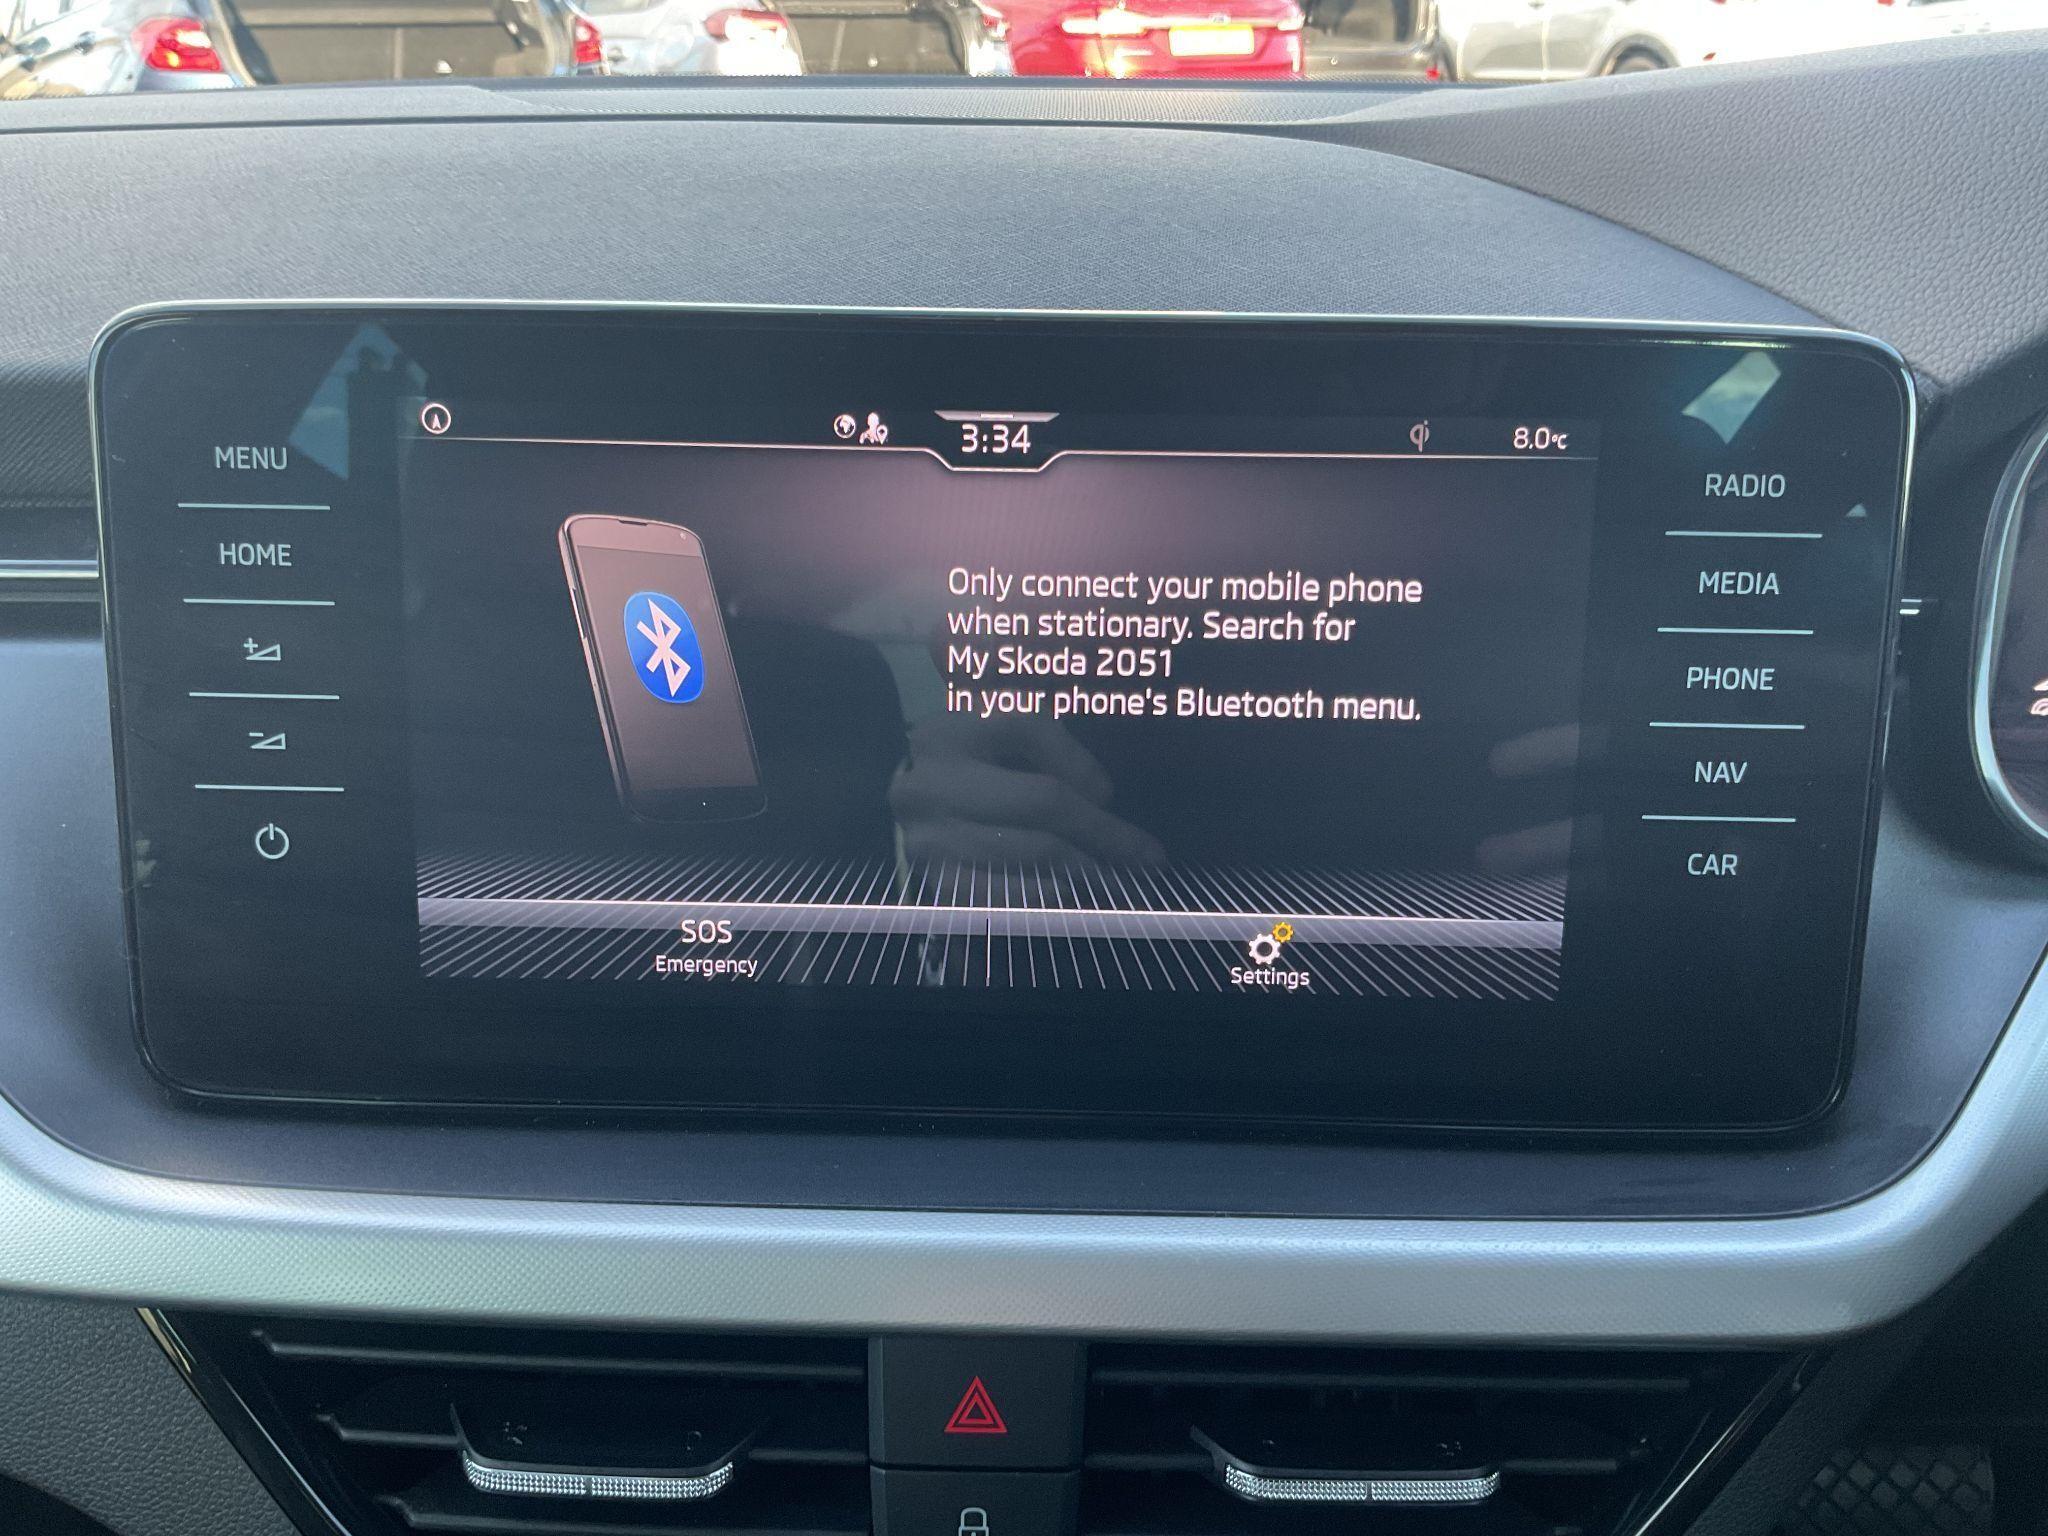 3:34
8.0°C
MENU
HOME
RADIO
MEDIA
PHONE
NAV
CAR
Only connect your mobile phone
when stationary. Search for
My Skoda 2051
in your phone's Bluetooth menu.
SOS
Emergency
Settings